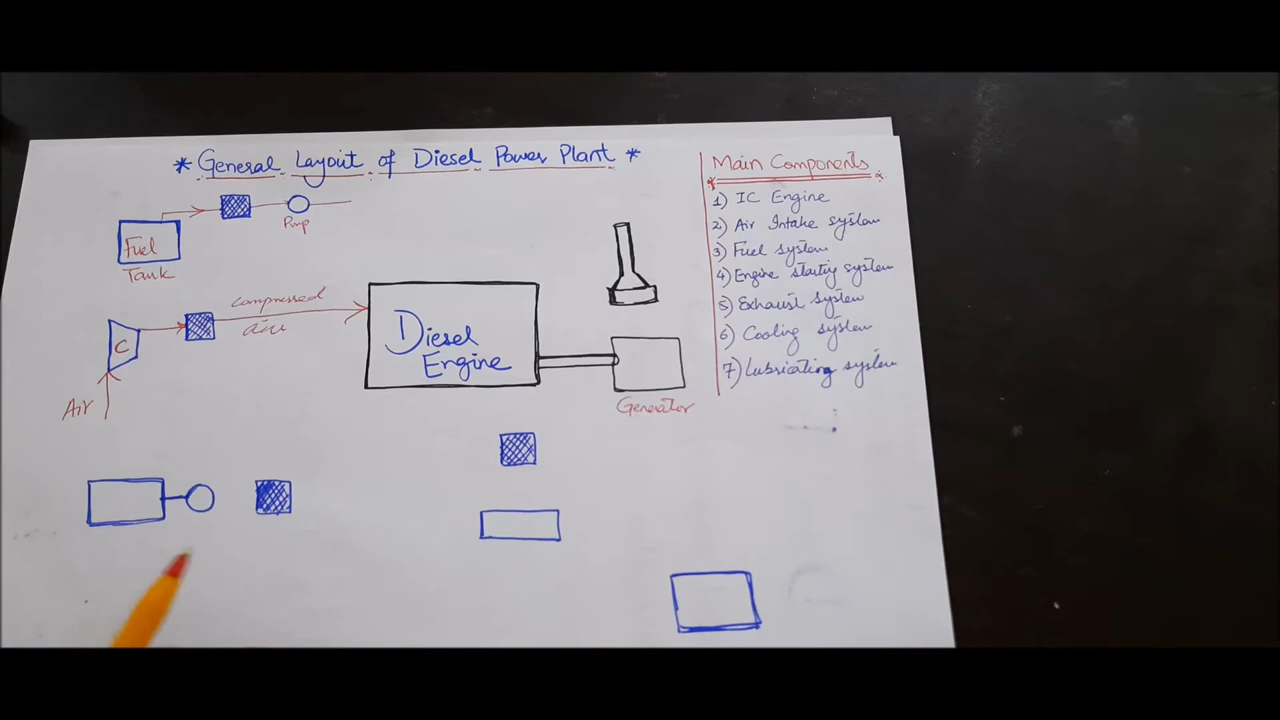 * General Layout of Diesel Power Plant *
Fuel
Tank
Pump
compressed
air
C
Air
Diesel
Engine
Generator
Main Components
1) IC Engine
2) Air Intake system
3) Fuel system
4) Engine starting system
5) Exhaust system
6) Cooling system
7) Lubricating system